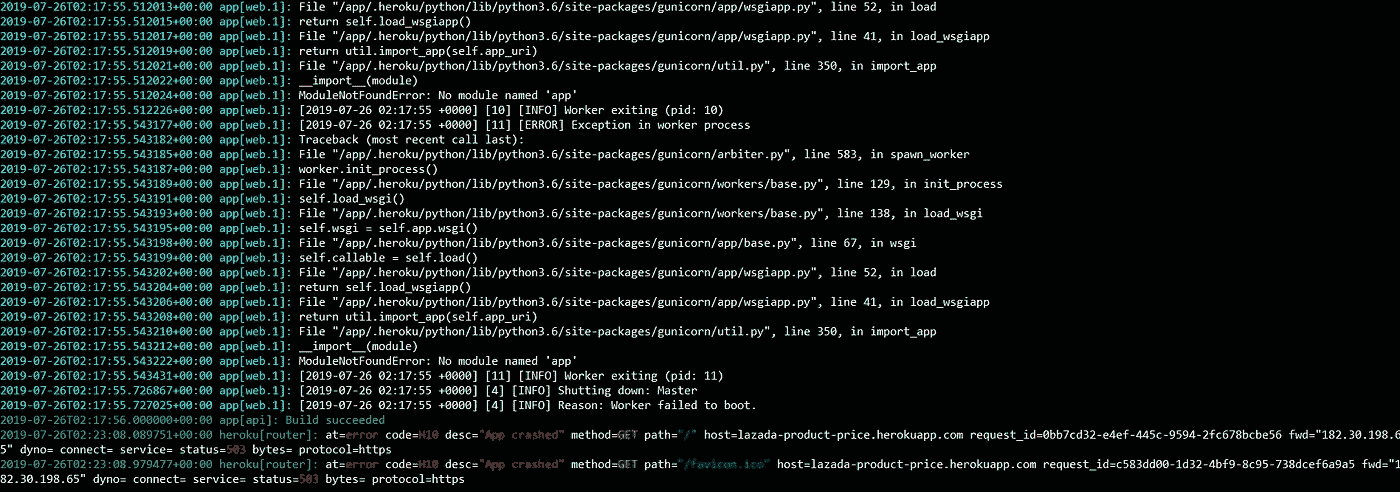 2019-07-26T02:17:55.512013+00:00 app[web.1]: File "/app/.heroku/python/lib/python3.6/site-packages/gunicorn/app/wsgiapp.py", line 52, in load
2019-07-26T02:17:55.512015+00:00 app[web.1]: return self.load_wsgiapp()
2019-07-26T02:17:55.512017+00:00 app[web.1]: File "/app/.heroku/python/lib/python3.6/site-packages/gunicorn/app/wsgiapp.py", line 41, in load_wsgiapp
2019-07-26T02:17:55.512019+00:00 app[web.1]: return util.import_app(self.app_uri)
2019-07-26T02:17:55.512021+00:00 app[web.1]: File "/app/.heroku/python/lib/python3.6/site-packages/gunicorn/util.py", line 350, in import_app
2019-07-26T02:17:55.512022+00:00 app[web.1]: __import__(module)
2019-07-26T02:17:55.512024+00:00 app[web.1]: ModuleNotFoundError: No module named 'app'
2019-07-26T02:17:55.512226+00:00 app[web.1]: [2019-07-26 02:17:55 +0000] [10] [INFO] Worker exiting (pid: 10)
2019-07-26T02:17:55.543177+00:00 app[web.1]: [2019-07-26 02:17:55 +0000] [11] [ERROR] Exception in worker process
2019-07-26T02:17:55.543182+00:00 app[web.1]: Traceback (most recent call last):
2019-07-26T02:17:55.543185+00:00 app[web.1]: File "/app/.heroku/python/lib/python3.6/site-packages/gunicorn/arbiter.py", line 583, in spawn_worker
2019-07-26T02:17:55.543187+00:00 app[web.1]: worker.init_process()
2019-07-26T02:17:55.543189+00:00 app[web.1]: File "/app/.heroku/python/lib/python3.6/site-packages/gunicorn/workers/base.py", line 129, in init_process
2019-07-26T02:17:55.543191+00:00 app[web.1]: self.load_wsgi()
2019-07-26T02:17:55.543193+00:00 app[web.1]: File "/app/.heroku/python/lib/python3.6/site-packages/gunicorn/workers/base.py", line 138, in load_wsgi
2019-07-26T02:17:55.543195+00:00 app[web.1]: self.wsgi = self.app.wsgi()
2019-07-26T02:17:55.543198+00:00 app[web.1]: File "/app/.heroku/python/lib/python3.6/site-packages/gunicorn/app/base.py", line 67, in wsgi
2019-07-26T02:17:55.543199+00:00 app[web.1]: self.callable = self.load()
2019-07-26T02:17:55.543202+00:00 app[web.1]: File "/app/.heroku/python/lib/python3.6/site-packages/gunicorn/app/wsgiapp.py", line 52, in load
2019-07-26T02:17:55.543204+00:00 app[web.1]: return self.load_wsgiapp()
2019-07-26T02:17:55.543206+00:00 app[web.1]: File "/app/.heroku/python/lib/python3.6/site-packages/gunicorn/app/wsgiapp.py", line 41, in load_wsgiapp
2019-07-26T02:17:55.543208+00:00 app[web.1]: return util.import_app(self.app_uri)
2019-07-26T02:17:55.543210+00:00 app[web.1]: File "/app/.heroku/python/lib/python3.6/site-packages/gunicorn/util.py", line 350, in import_app
2019-07-26T02:17:55.543212+00:00 app[web.1]: __import__(module)
2019-07-26T02:17:55.543222+00:00 app[web.1]: ModuleNotFoundError: No module named 'app'
2019-07-26T02:17:55.543431+00:00 app[web.1]: [2019-07-26 02:17:55 +0000] [11] [INFO] Worker exiting (pid: 11)
2019-07-26T02:17:55.726867+00:00 app[web.1]: [2019-07-26 02:17:55 +0000] [4] [INFO] Shutting down: Master
2019-07-26T02:17:55.727025+00:00 app[web.1]: [2019-07-26 02:17:55 +0000] [4] [INFO] Reason: Worker failed to boot.
2019-07-26T02:17:56.000000+00:00 app[api]: Build succeeded
2019-07-26T02:23:08.089751+00:00 heroku[router]: at=error code=H10 desc="App crashed" method=GET path="/" host=lazada-product-price.herokuapp.com request_id=0bb7cd32-e4ef-445c-9594-2fc678bcbe56 fwd="182.30.198.6
5" dyno= connect= service= status=503 bytes= protocol=https
2019-07-26T02:23:08.979477+00:00 heroku[router]: at=error code=H10 desc="App crashed" method=GET path="/favicon.ico" host=lazada-product-price.herokuapp.com request_id=c583dd00-1d32-4bf9-8c95-738dcef6a9a5 fwd="1
82.30.198.65" dyno= connect= service= status=503 bytes= protocol=https